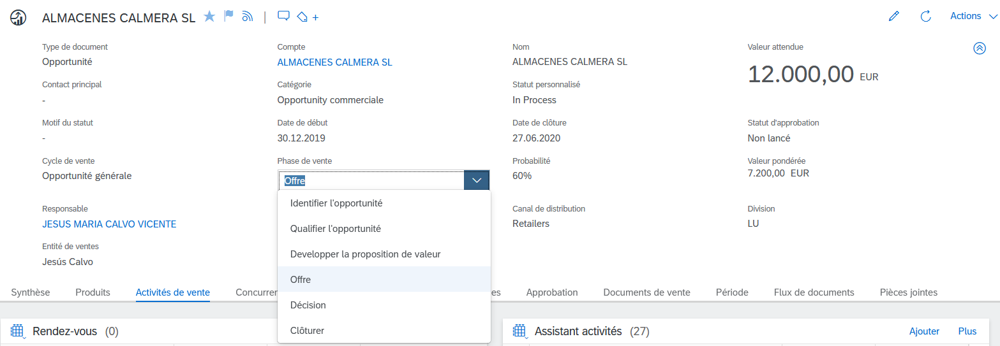 ALMACENES CALMERA SL
Actions
Type de document
Opportunité
Compte
ALMACENES CALMERA SL
Nom
ALMACENES CALMERA SL
Valeur attendue
12.000,00 EUR
Contact principal
-
Catégorie
Opportunity commerciale
Statut personnalisé
In Process
Motif du statut
-
Date de début
30.12.2019
Date de clôture
27.06.2020
Statut d'approbation
Non lancé
Cycle de vente
Opportunité générale
Phase de vente
Offre
Probabilité
60%
Valeur pondérée
7.200,00 EUR
Identifier l'opportunité
Qualifier l'opportunité
Developper la proposition de valeur
Offre
Décision
Clôturer
Responsable
JESUS MARIA CALVO VICENTE
Canal de distribution
Retailers
Division
LU
Entité de ventes
Jesús Calvo
Synthèse Produits Activités de vente Concurrer es Approbation Documents de vente Période Flux de documents Pièces jointes
Rendez-vous (0)
Assistant activités (27) Ajouter Plus